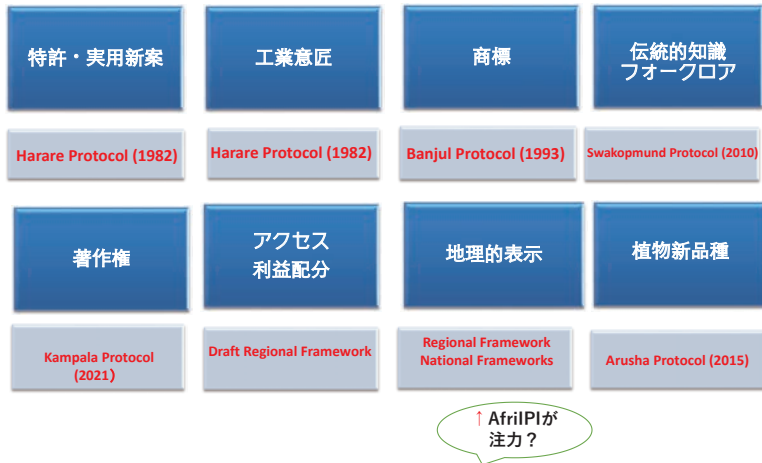 特許・実用新案
工業意匠
商標
伝統的知識
フオークロア
Harare Protocol (1982)
Harare Protocol (1982)
Banjul Protocol (1993)
Swakopmund Protocol (2010)
著作権
アクセス
利益配分
地理的表示
植物新品種
Kampala Protocol
(2021)
Draft Regional Framework
Regional Framework
National Frameworks
Arusha Protocol (2015)
↑ AfriIPIが
注力？